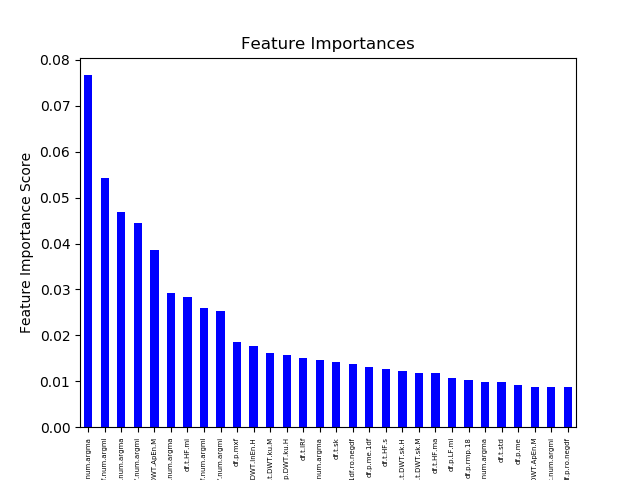 Feature Importances
Feature Importance Score
0.08
0.07
0.06
0.05
0.04
0.03
0.02
0.01
0.00
.num.argma
.num.argmi
.num.argma
.num.argmi
DWT.ApEn.M
.num.argma
df.t.HF.mi
.num.argmi
.num.argmi
df.p.mxf
DWT.InEn.H
t.DWT.ku.M
p.DWT.ku.H
df.t.IRf
.num.argma
df.t.sk
1df.ro.negdf
df.p.me.1df
df.t.HF.s
t.DWT.sk.H
t.DWT.sk.M
df.t.HF.ma
df.p.LF.mi
df.p.rmp.18
.num.argma
df.t.std
df.p.me
DWT.ApEn.M
.num.argmi
df.p.ro.negdf